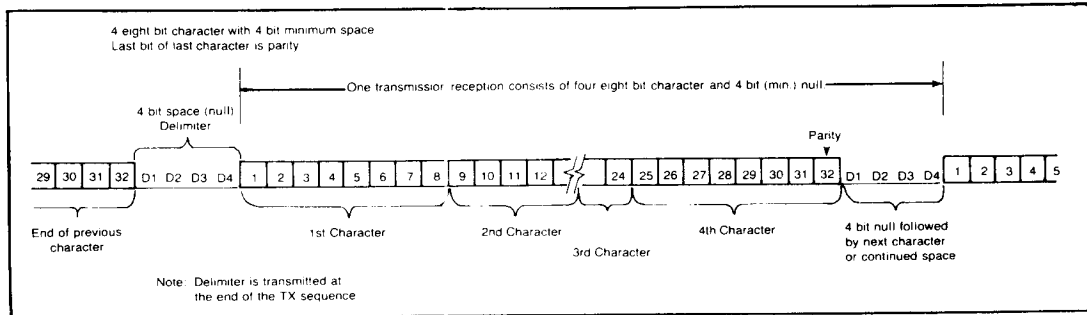 4 eight bit character with 4 bit minimum space
Last bit of last character is parity
One transmission reception consists of four eight bit character and 4 bit (min.) null
4 bit space (null)
Delimiter
Parity
29 30 31 32 D1 D2 D3 D4 1 2 3 4 5 6 7 8 9 10 11 12 24 25 26 27 28 29 30 31 32 D1 D2 D3 D4 1 2 3 4 5
End of previous
character
1st Character
2nd Character
3rd Character
4th Character
4 bit null followed
by next character
or continued space
Note: Delimiter is transmitted at
the end of the TX sequence